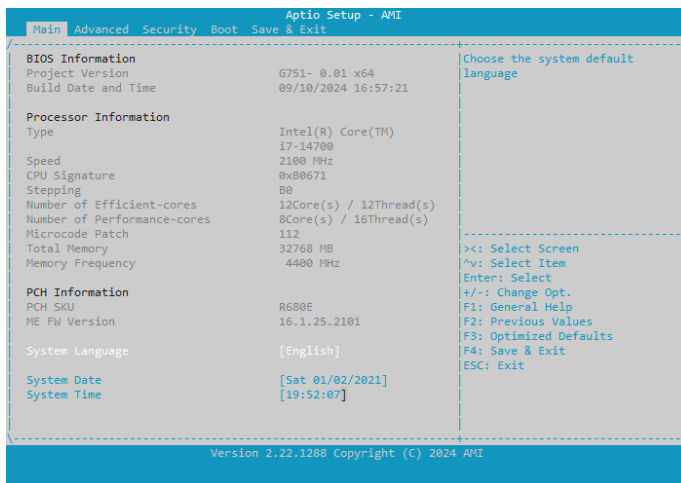 Aptio Setup - AMI
Main Advanced Security Boot Save & Exit
BIOS Information
Project Version G751- 0.01 x64
Build Date and Time 09/10/2024 16:57:21
Processor Information
Type Intel(R) Core(TM)
i7-14700
Speed 2100 MHz
CPU Signature 0xB0671
Stepping B0
Number of Efficient-cores 12Core(s) / 12Thread(s)
Number of Performance-cores 8Core(s) / 16Thread(s)
Microcode Patch 112
Total Memory 32768 MB
Memory Frequency 4400 MHz
PCH Information
PCH SKU R680E
ME FW Version 16.1.25.2101
System Language [English]
System Date [Sat 01/02/2021]
System Time [19:52:07]
Choose the system default
language
><: Select Screen
^v: Select Item
Enter: Select
+/-: Change Opt.
F1: General Help
F2: Previous Values
F3: Optimized Defaults
F4: Save & Exit
ESC: Exit
Version 2.22.1288 Copyright (C) 2024 AMI